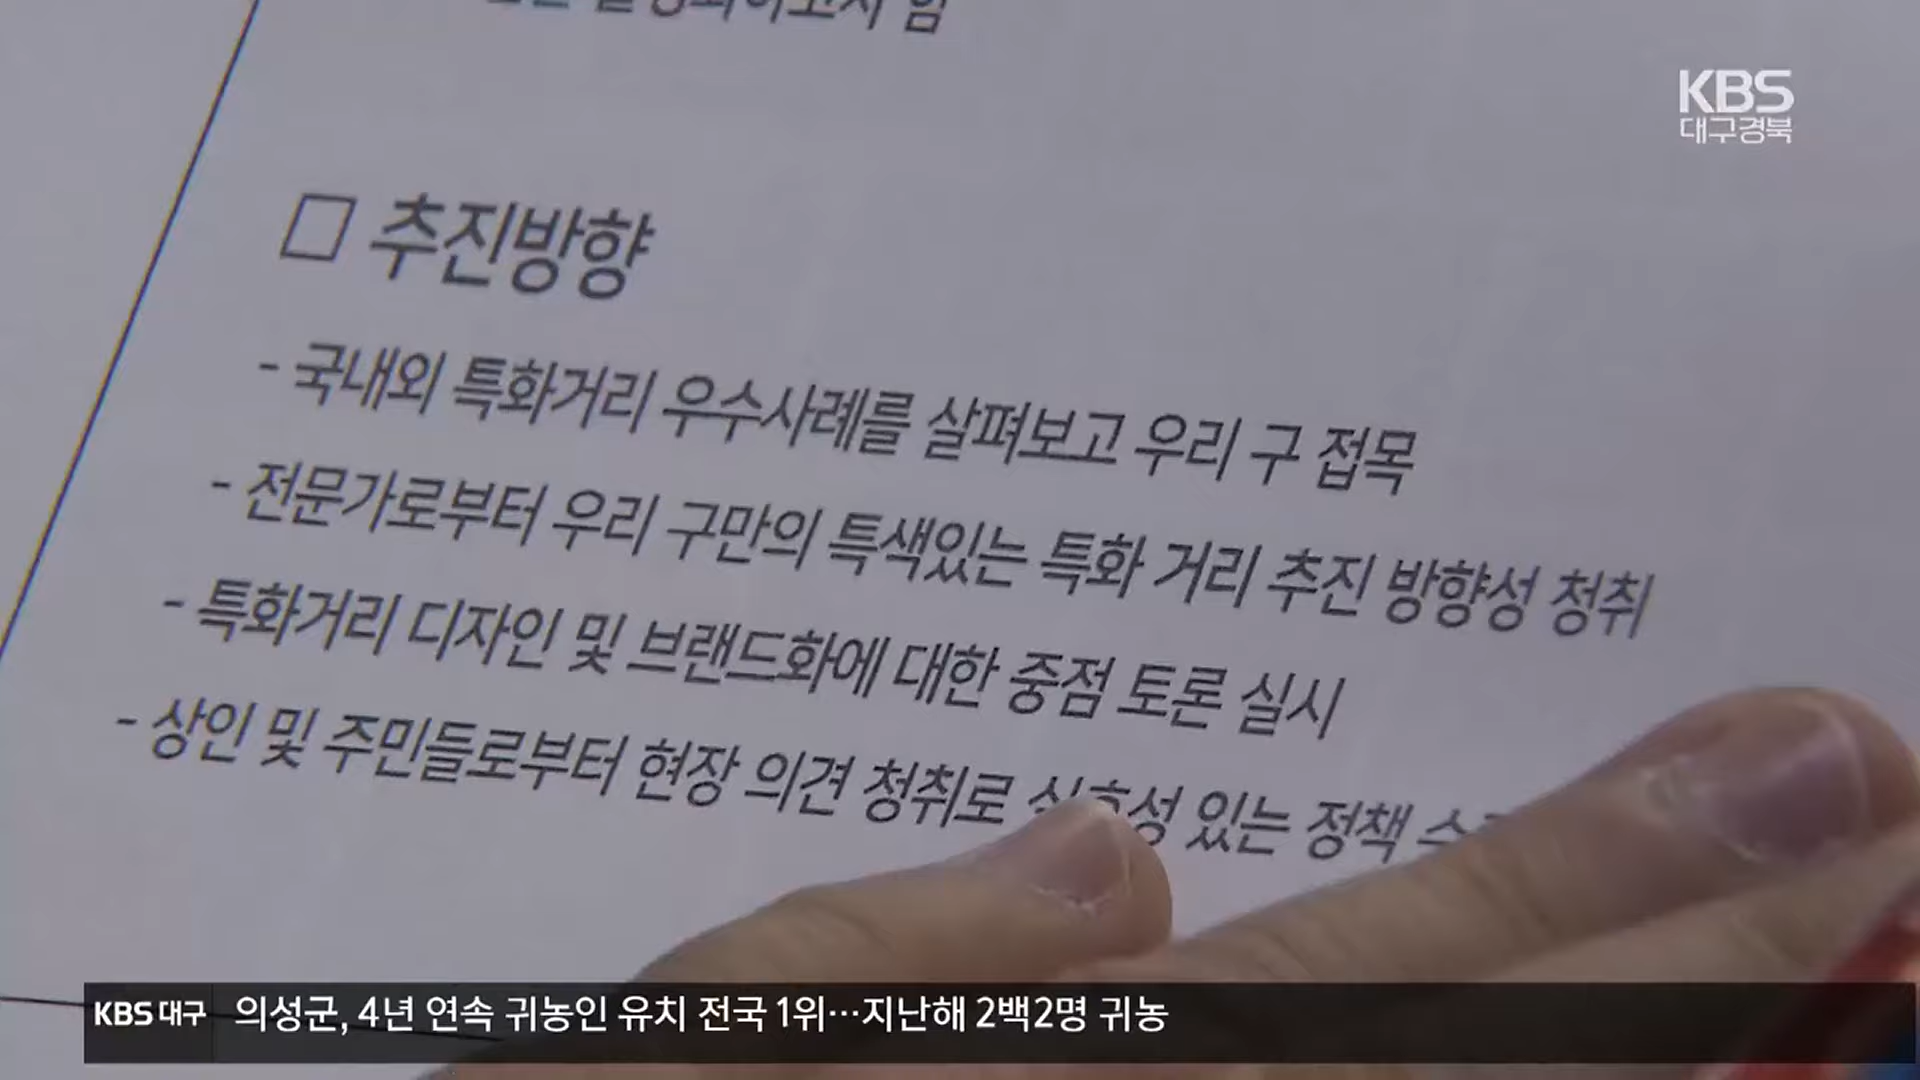 하고자 함
KBS
대구경북
□ 추진방향
- 국내외 특화거리 우수사례를 살펴보고 우리 구 접목
- 전문가로부터 우리 구만의 특색있는 특화 거리 추진 방향성 청취
- 특화거리 디자인 및 브랜드화에 대한 중점 토론 실시
- 상인 및 주민들로부터 현장 의견 청취로 있는 정책
KBS 대구 의성군, 4년 연속 귀농인 유치 전국 1위…지난해 2백2명 귀농